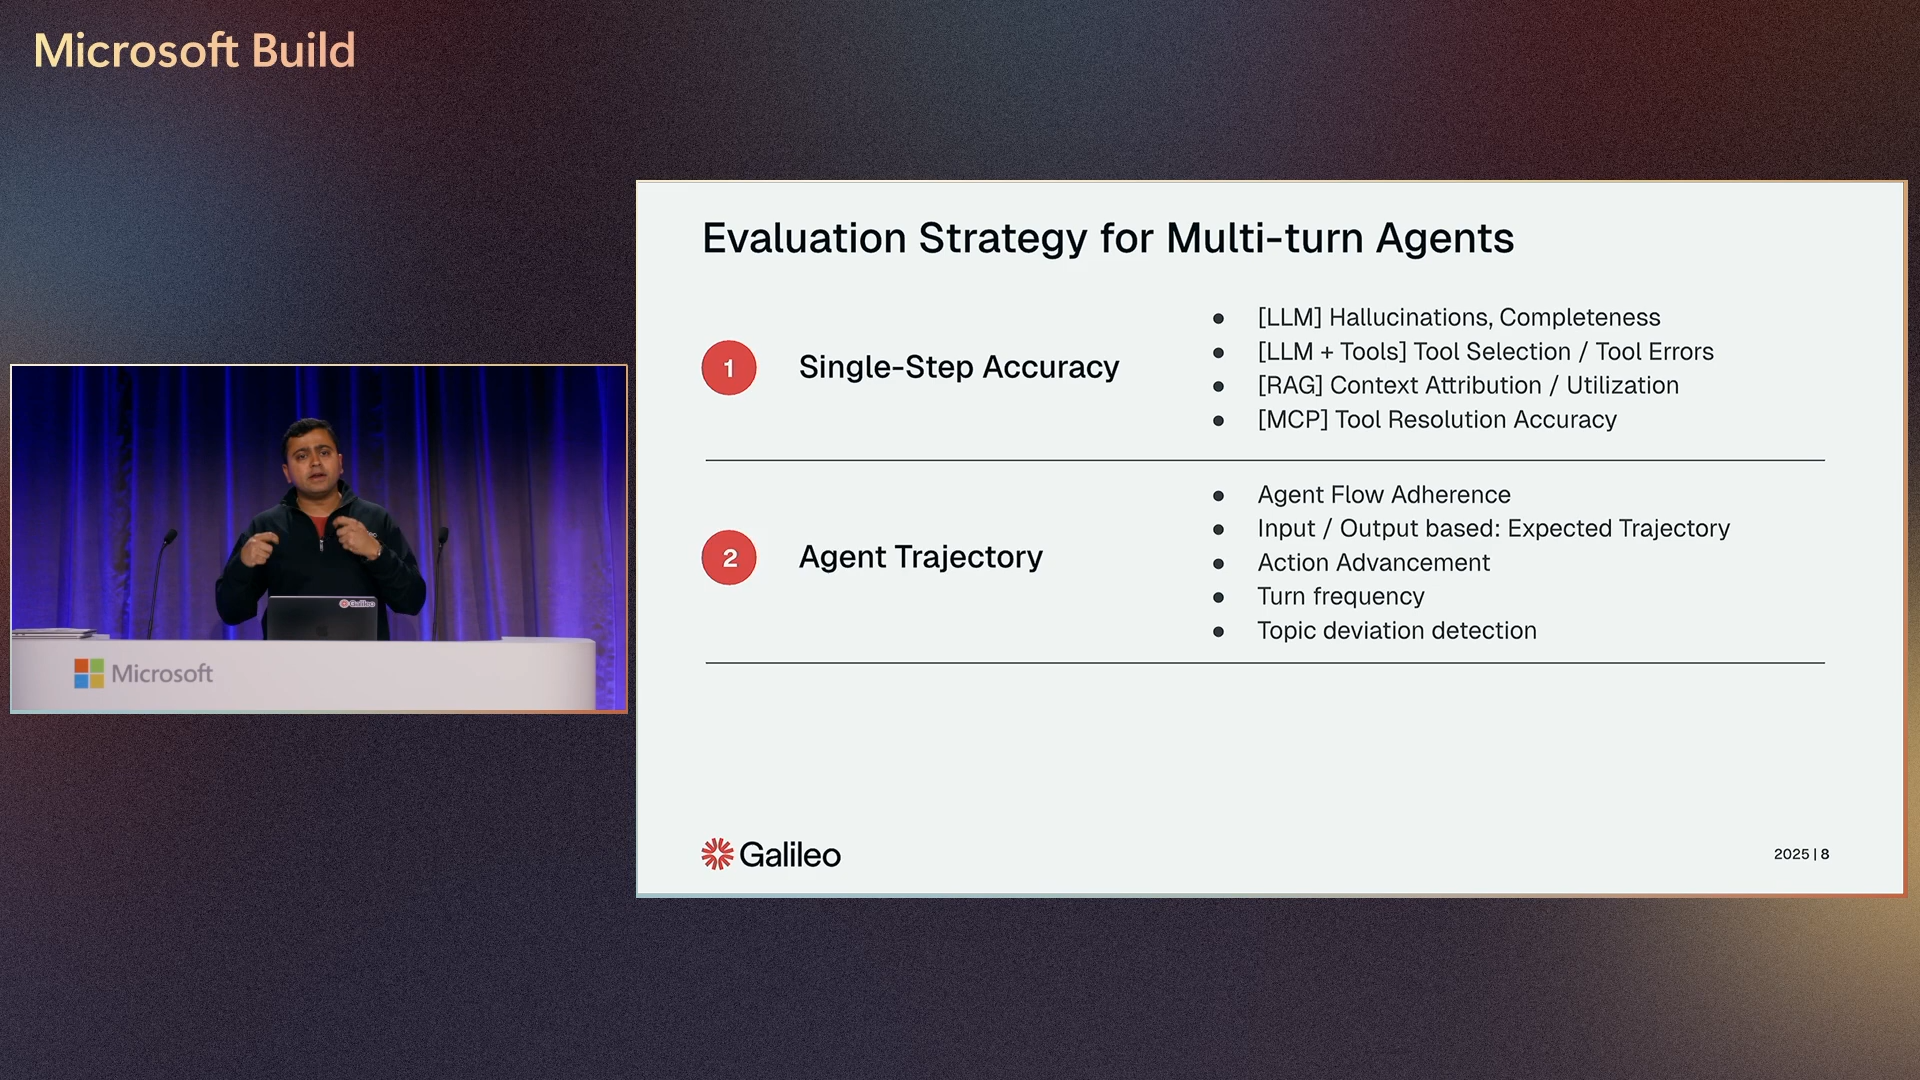 Microsoft Build
Evaluation Strategy for Multi-turn Agents
1
Single-Step Accuracy
● [LLM] Hallucinations, Completeness
● [LLM + Tools] Tool Selection / Tool Errors
● [RAG] Context Attribution / Utilization
● [MCP] Tool Resolution Accuracy
2
Agent Trajectory
● Agent Flow Adherence
● Input / Output based: Expected Trajectory
● Action Advancement
● Turn frequency
● Topic deviation detection
Galileo
2025 | 8
Galileo
Microsoft